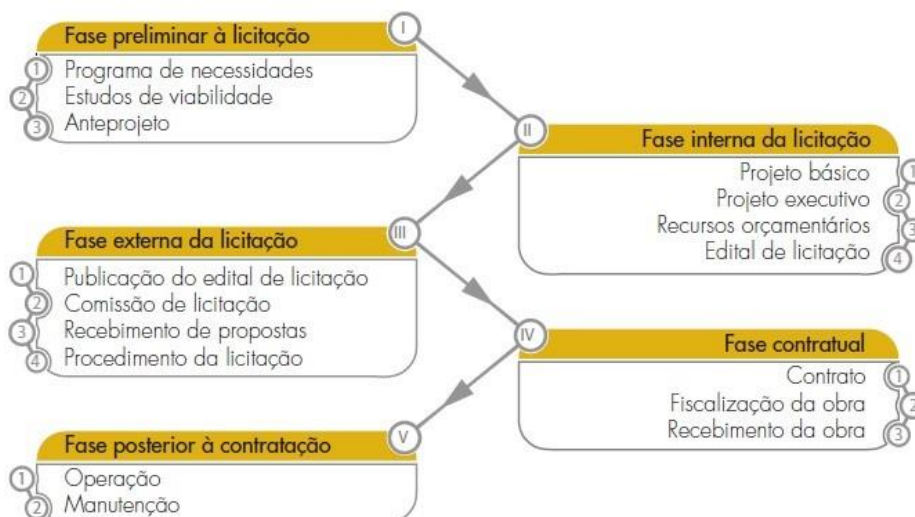 Fase preliminar à licitação
I
1 Programa de necessidades
2 Estudos de viabilidade
3 Anteprojeto
II
Fase interna da licitação
Projeto básico 1
Projeto executivo 2
Recursos orçamentários 3
Edital de licitação 4
Fase externa da licitação
III
1 Publicação do edital de licitação
2 Comissão de licitação
3 Recebimento de propostas
4 Procedimento da licitação
IV
Fase contratual
Contrato 1
Fiscalização da obra 2
Recebimento da obra 3
Fase posterior à contratação
V
1 Operação
2 Manutenção